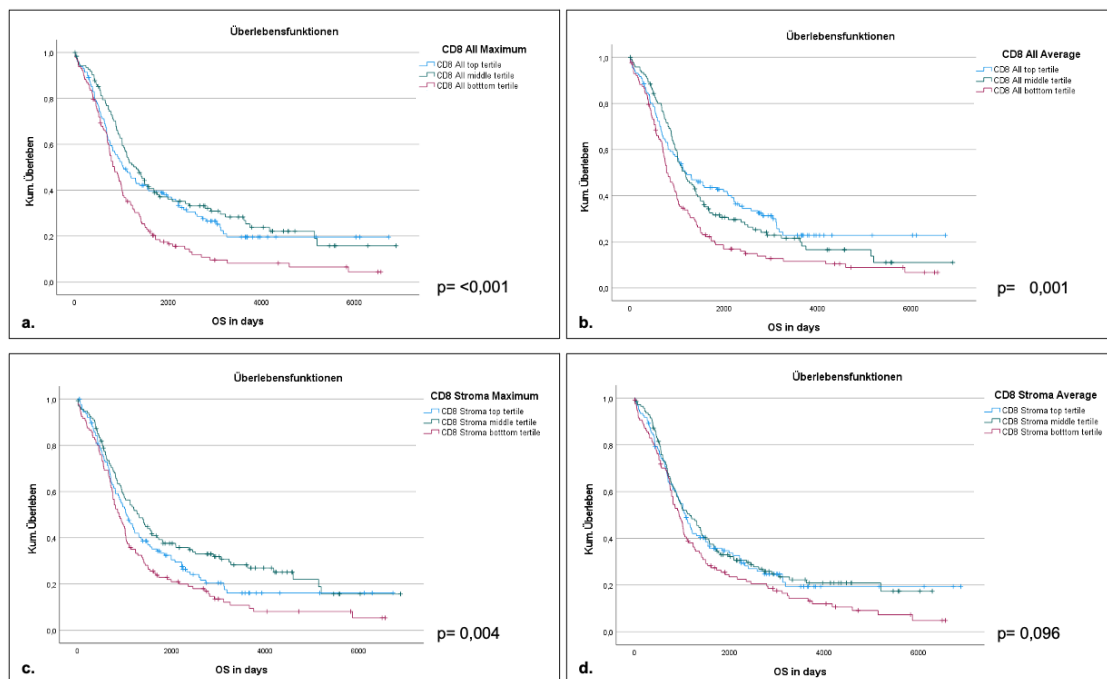 Überlebensfunktionen
CD8 All Maximum
CD8 All top tertile
CD8 All middle tertile
CD8 All botttom tertile
Kum. Überleben
1,0
0,8
0,6
0,4
0,2
0,0
0
2000
4000
6000
OS in days
p= <0,001
a.
Überlebensfunktionen
CD8 All Average
CD8 All top tertile
CD8 All middle tertile
CD8 All botttom tertile
Kum. Überleben
1,0
0,8
0,6
0,4
0,2
0,0
0
2000
4000
6000
OS in days
p= 0,001
b.
Überlebensfunktionen
CD8 Stroma Maximum
CD8 Stroma top tertile
CD8 Stroma middle tertile
CD8 Stroma botttom tertile
Kum. Überleben
1,0
0,8
0,6
0,4
0,2
0,0
0
2000
4000
6000
OS in days
p= 0,004
c.
Überlebensfunktionen
CD8 Stroma Average
CD8 Stroma top tertile
CD8 Stroma middle tertile
CD8 Stroma botttom tertile
Kum. Überleben
1,0
0,8
0,6
0,4
0,2
0,0
0
2000
4000
6000
OS in days
p= 0,096
d.